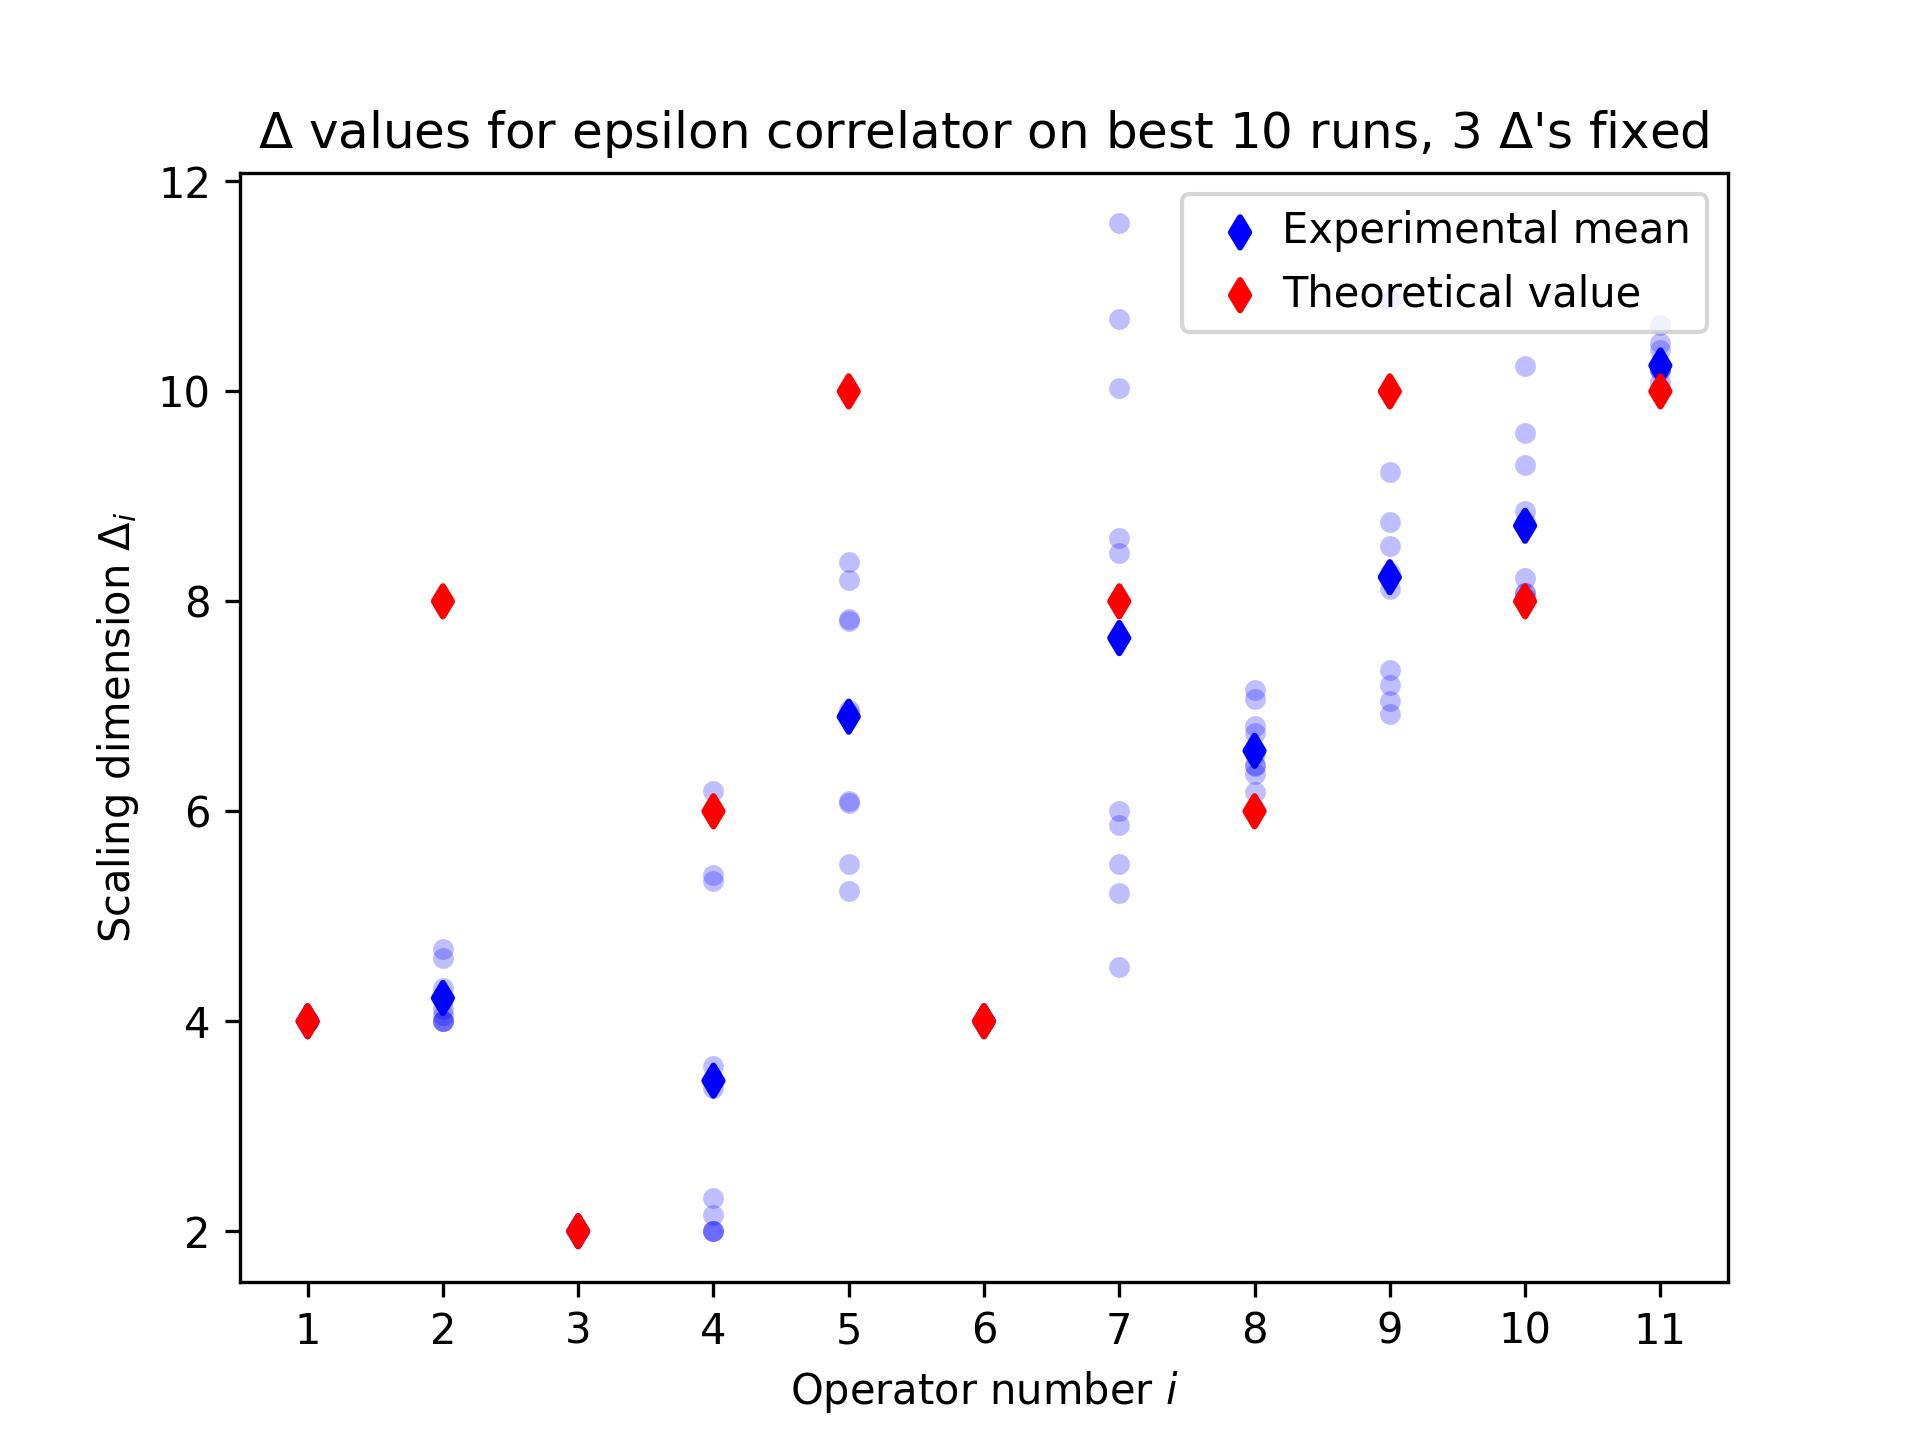 Δ values for epsilon correlator on best 10 runs, 3 Δ's fixed
12
10
8
6
4
2
Scaling dimension Δi
Experimental mean
Theoretical value
1 2 3 4 5 6 7 8 9 10 11
Operator number i